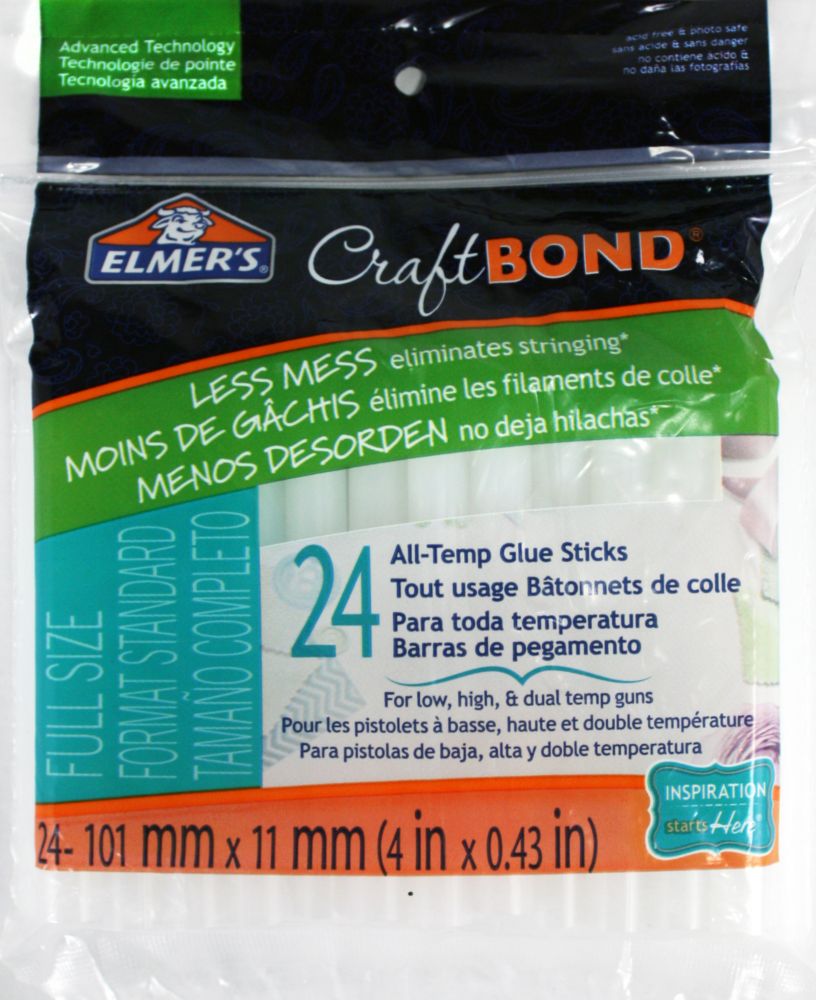 Advanced Technology
Technologie de pointe
Tecnología avanzada
acid free & photo safe
sans acide & sans danger
no contiene acido &
no daña las fotografías
ELMER'S®
CraftBOND®
LESS MESS eliminates stringing*
MOINS DE GÂCHIS élimine les filaments de colle*
MENOS DESORDEN no deja hilachas*
FULL SIZE
FORMAT STANDARD
TAMAÑO COMPLETO
24
All-Temp Glue Sticks
Tout usage Bâtonnets de colle
Para toda temperatura
Barras de pegamento
For low, high, & dual temp guns
Pour les pistolets à basse, haute et double température
Para pistolas de baja, alta y doble temperatura
INSPIRATION
starts Here®
24- 101 mm x 11 mm (4 in x 0.43 in)